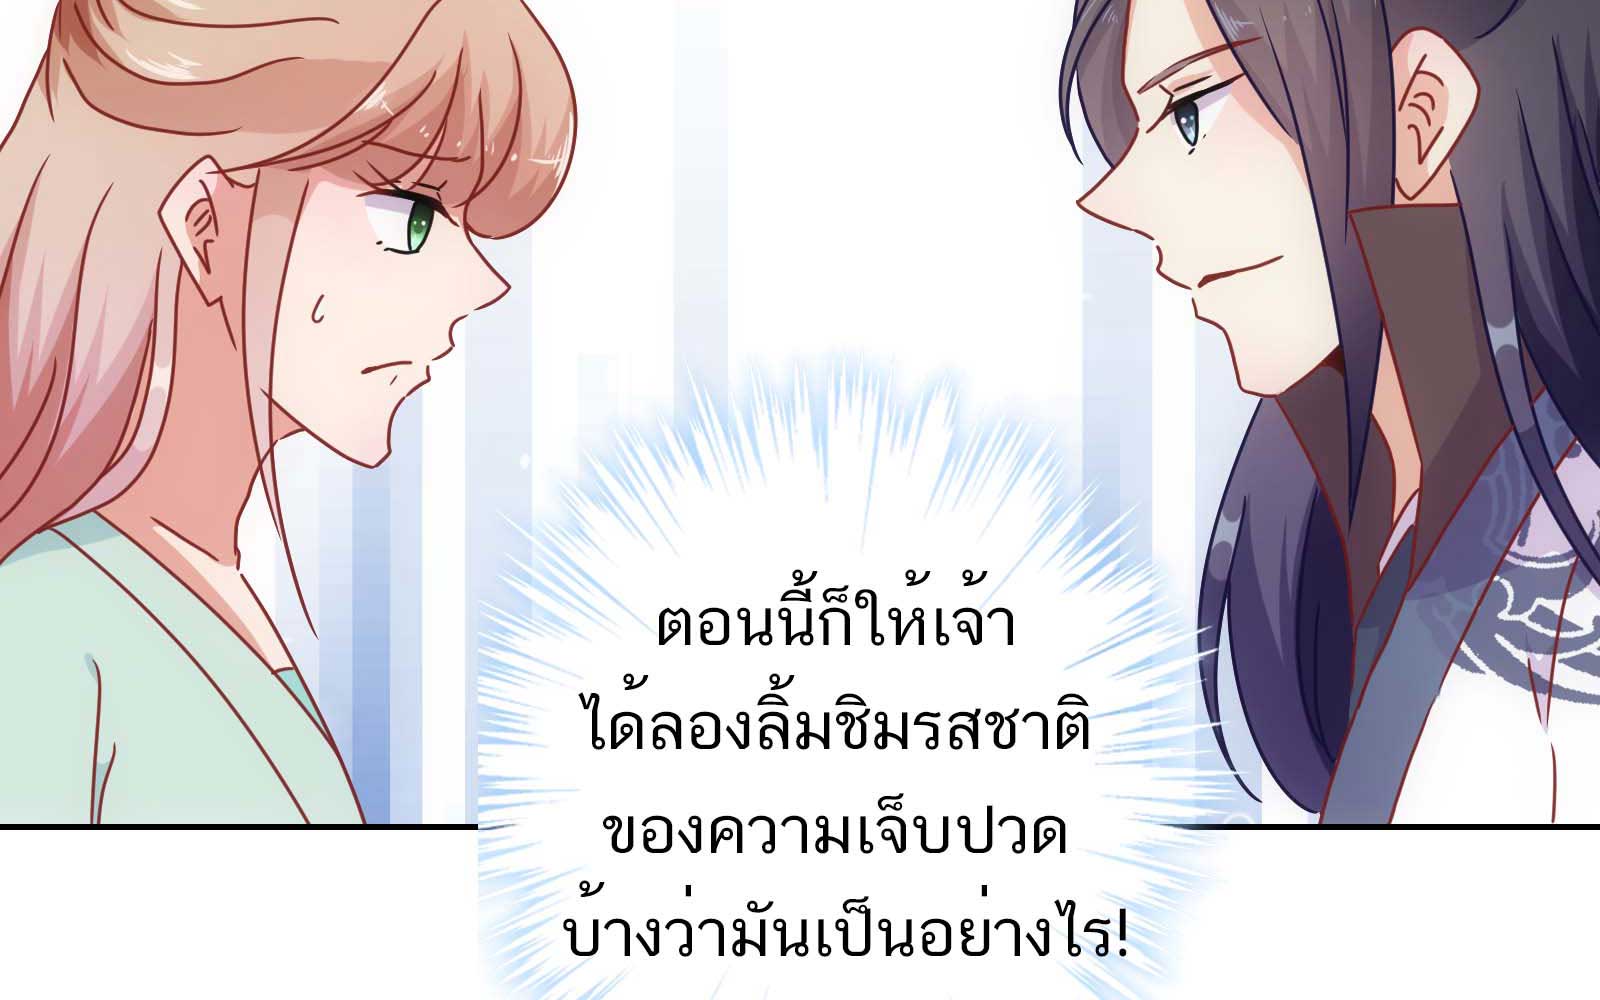 ตอนนี้ก็ให้เจ้า
ได้ลองลิ้มชิมรสชาติ
ของความเจ็บปวด
บ้างว่ามันเป็นอย่างไร!